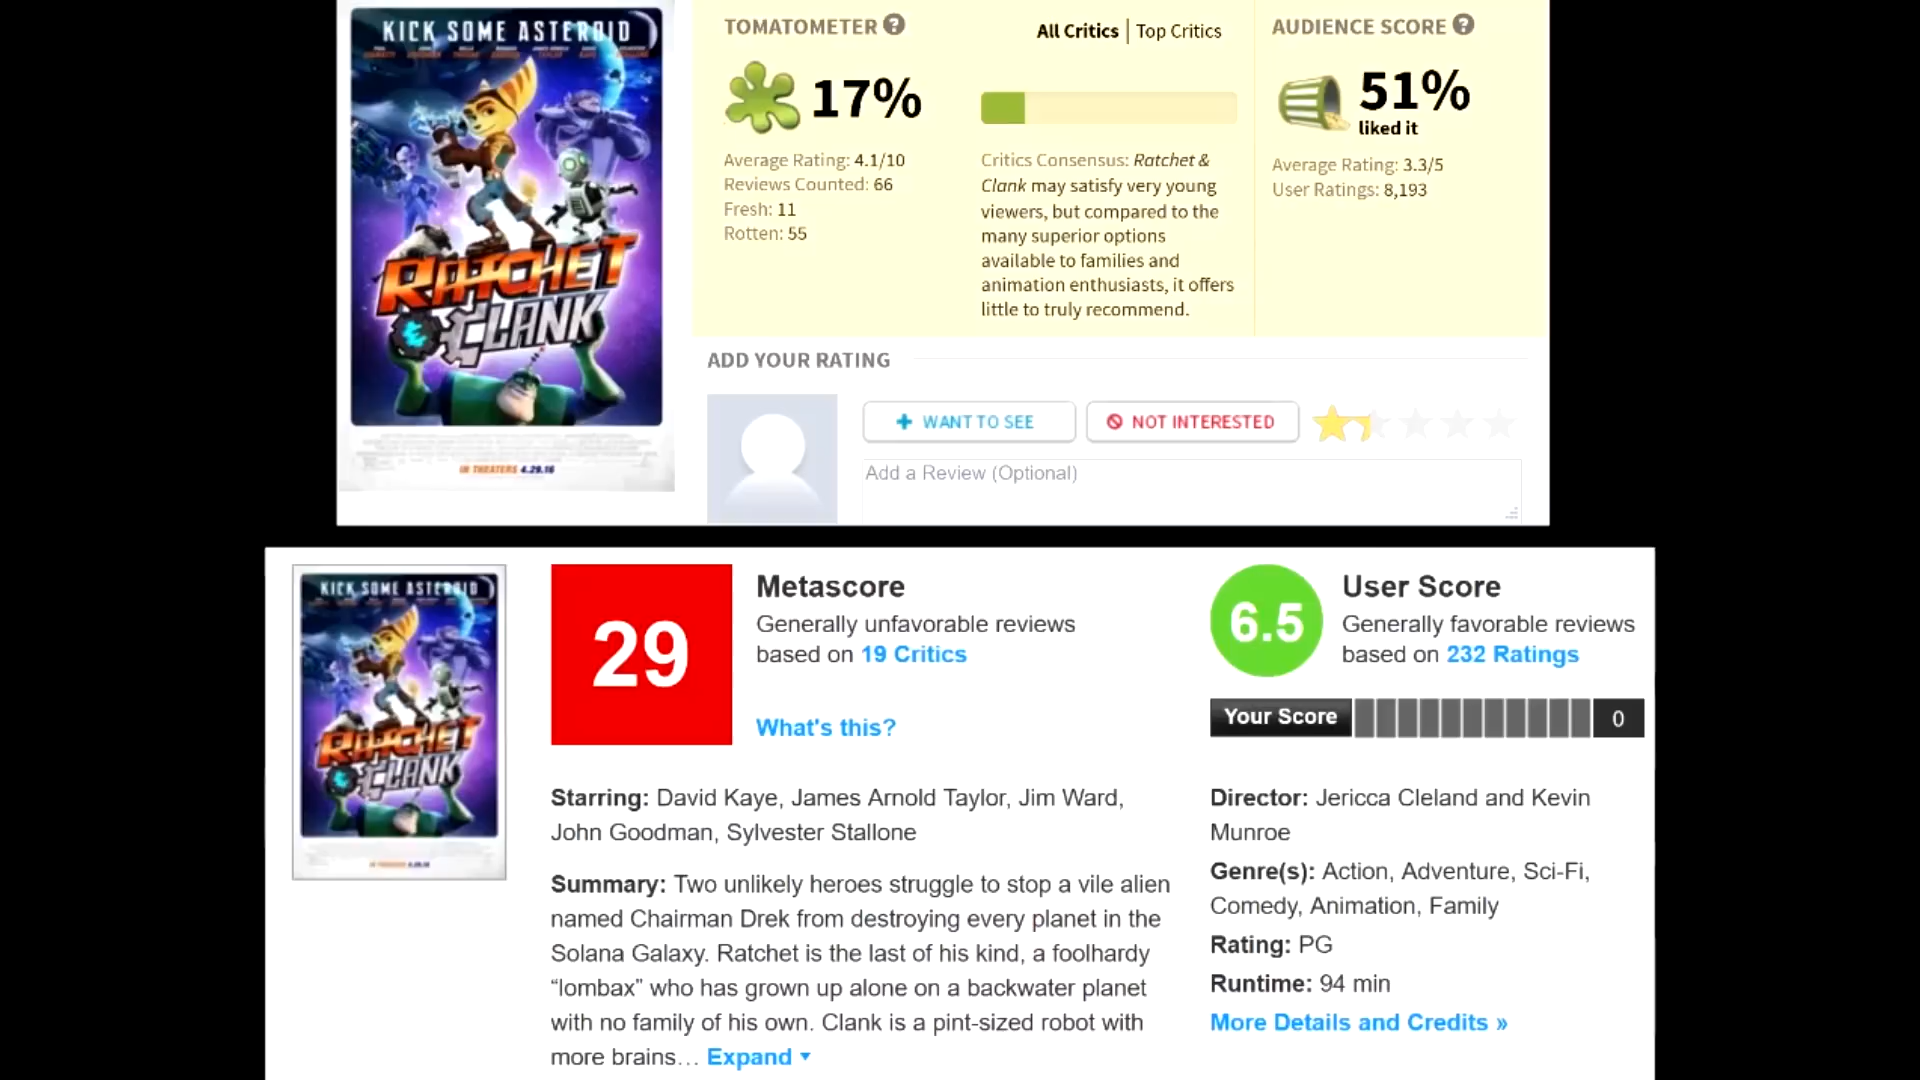 KICK SOME ASTEROID
RATCHET
& CLANK
IN THEATERS 4.29.16
TOMATOMETER ?
All Critics | Top Critics
17%
Average Rating: 4.1/10
Reviews Counted: 66
Fresh: 11
Rotten: 55
Critics Consensus: Ratchet &
Clank may satisfy very young
viewers, but compared to the
many superior options
available to families and
animation enthusiasts, it offers
little to truly recommend.
AUDIENCE SCORE ?
51%
liked it
Average Rating: 3.3/5
User Ratings: 8,193
ADD YOUR RATING
+ WANT TO SEE
NOT INTERESTED
Add a Review (Optional)
KICK SOME ASTEROID
RATCHET
& CLANK
IN THEATERS 4.29.16
29
Metascore
Generally unfavorable reviews
based on 19 Critics
What's this?
6.5
User Score
Generally favorable reviews
based on 232 Ratings
Your Score
0
Starring: David Kaye, James Arnold Taylor, Jim Ward,
John Goodman, Sylvester Stallone
Summary: Two unlikely heroes struggle to stop a vile alien
named Chairman Drek from destroying every planet in the
Solana Galaxy. Ratchet is the last of his kind, a foolhardy
“lombax” who has grown up alone on a backwater planet
with no family of his own. Clank is a pint-sized robot with
more brains… Expand
Director: Jericca Cleland and Kevin
Munroe
Genre(s): Action, Adventure, Sci-Fi,
Comedy, Animation, Family
Rating: PG
Runtime: 94 min
More Details and Credits »